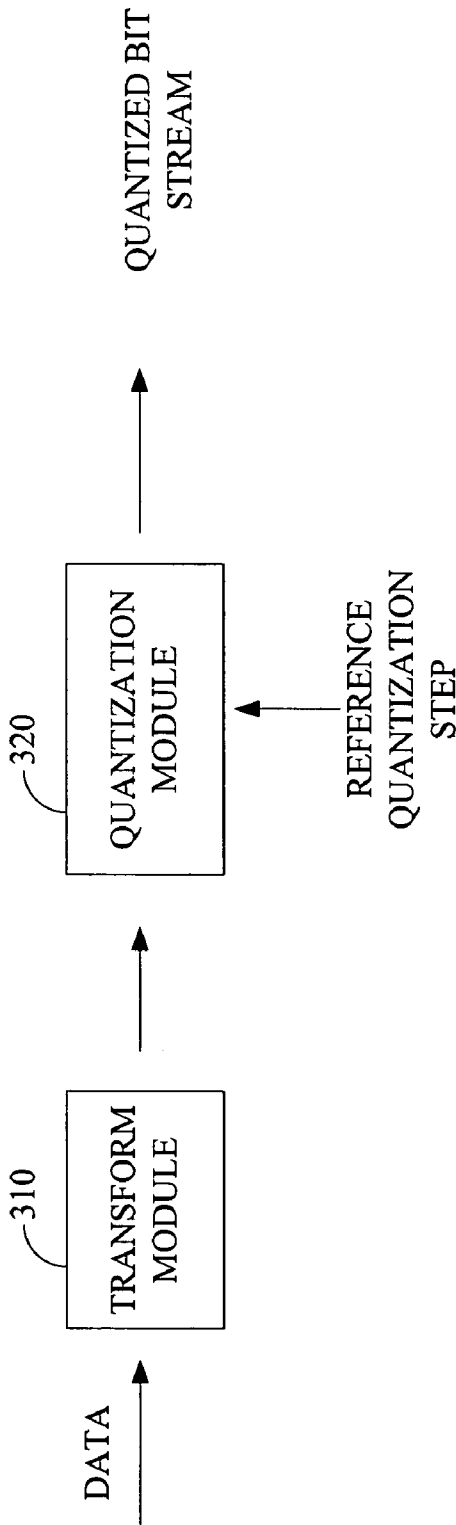 DATA
310
TRANSFORM
MODULE
320
QUANTIZATION
MODULE
REFERENCE
QUANTIZATION
STEP
QUANTIZED BIT
STREAM